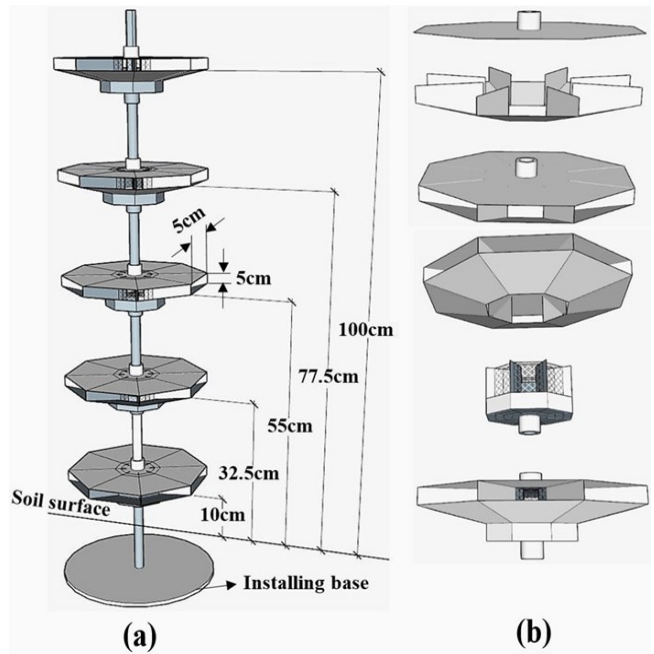 5cm
5cm
100cm
77.5cm
55cm
32.5cm
10cm
Soil surface
Installing base
(a)
(b)